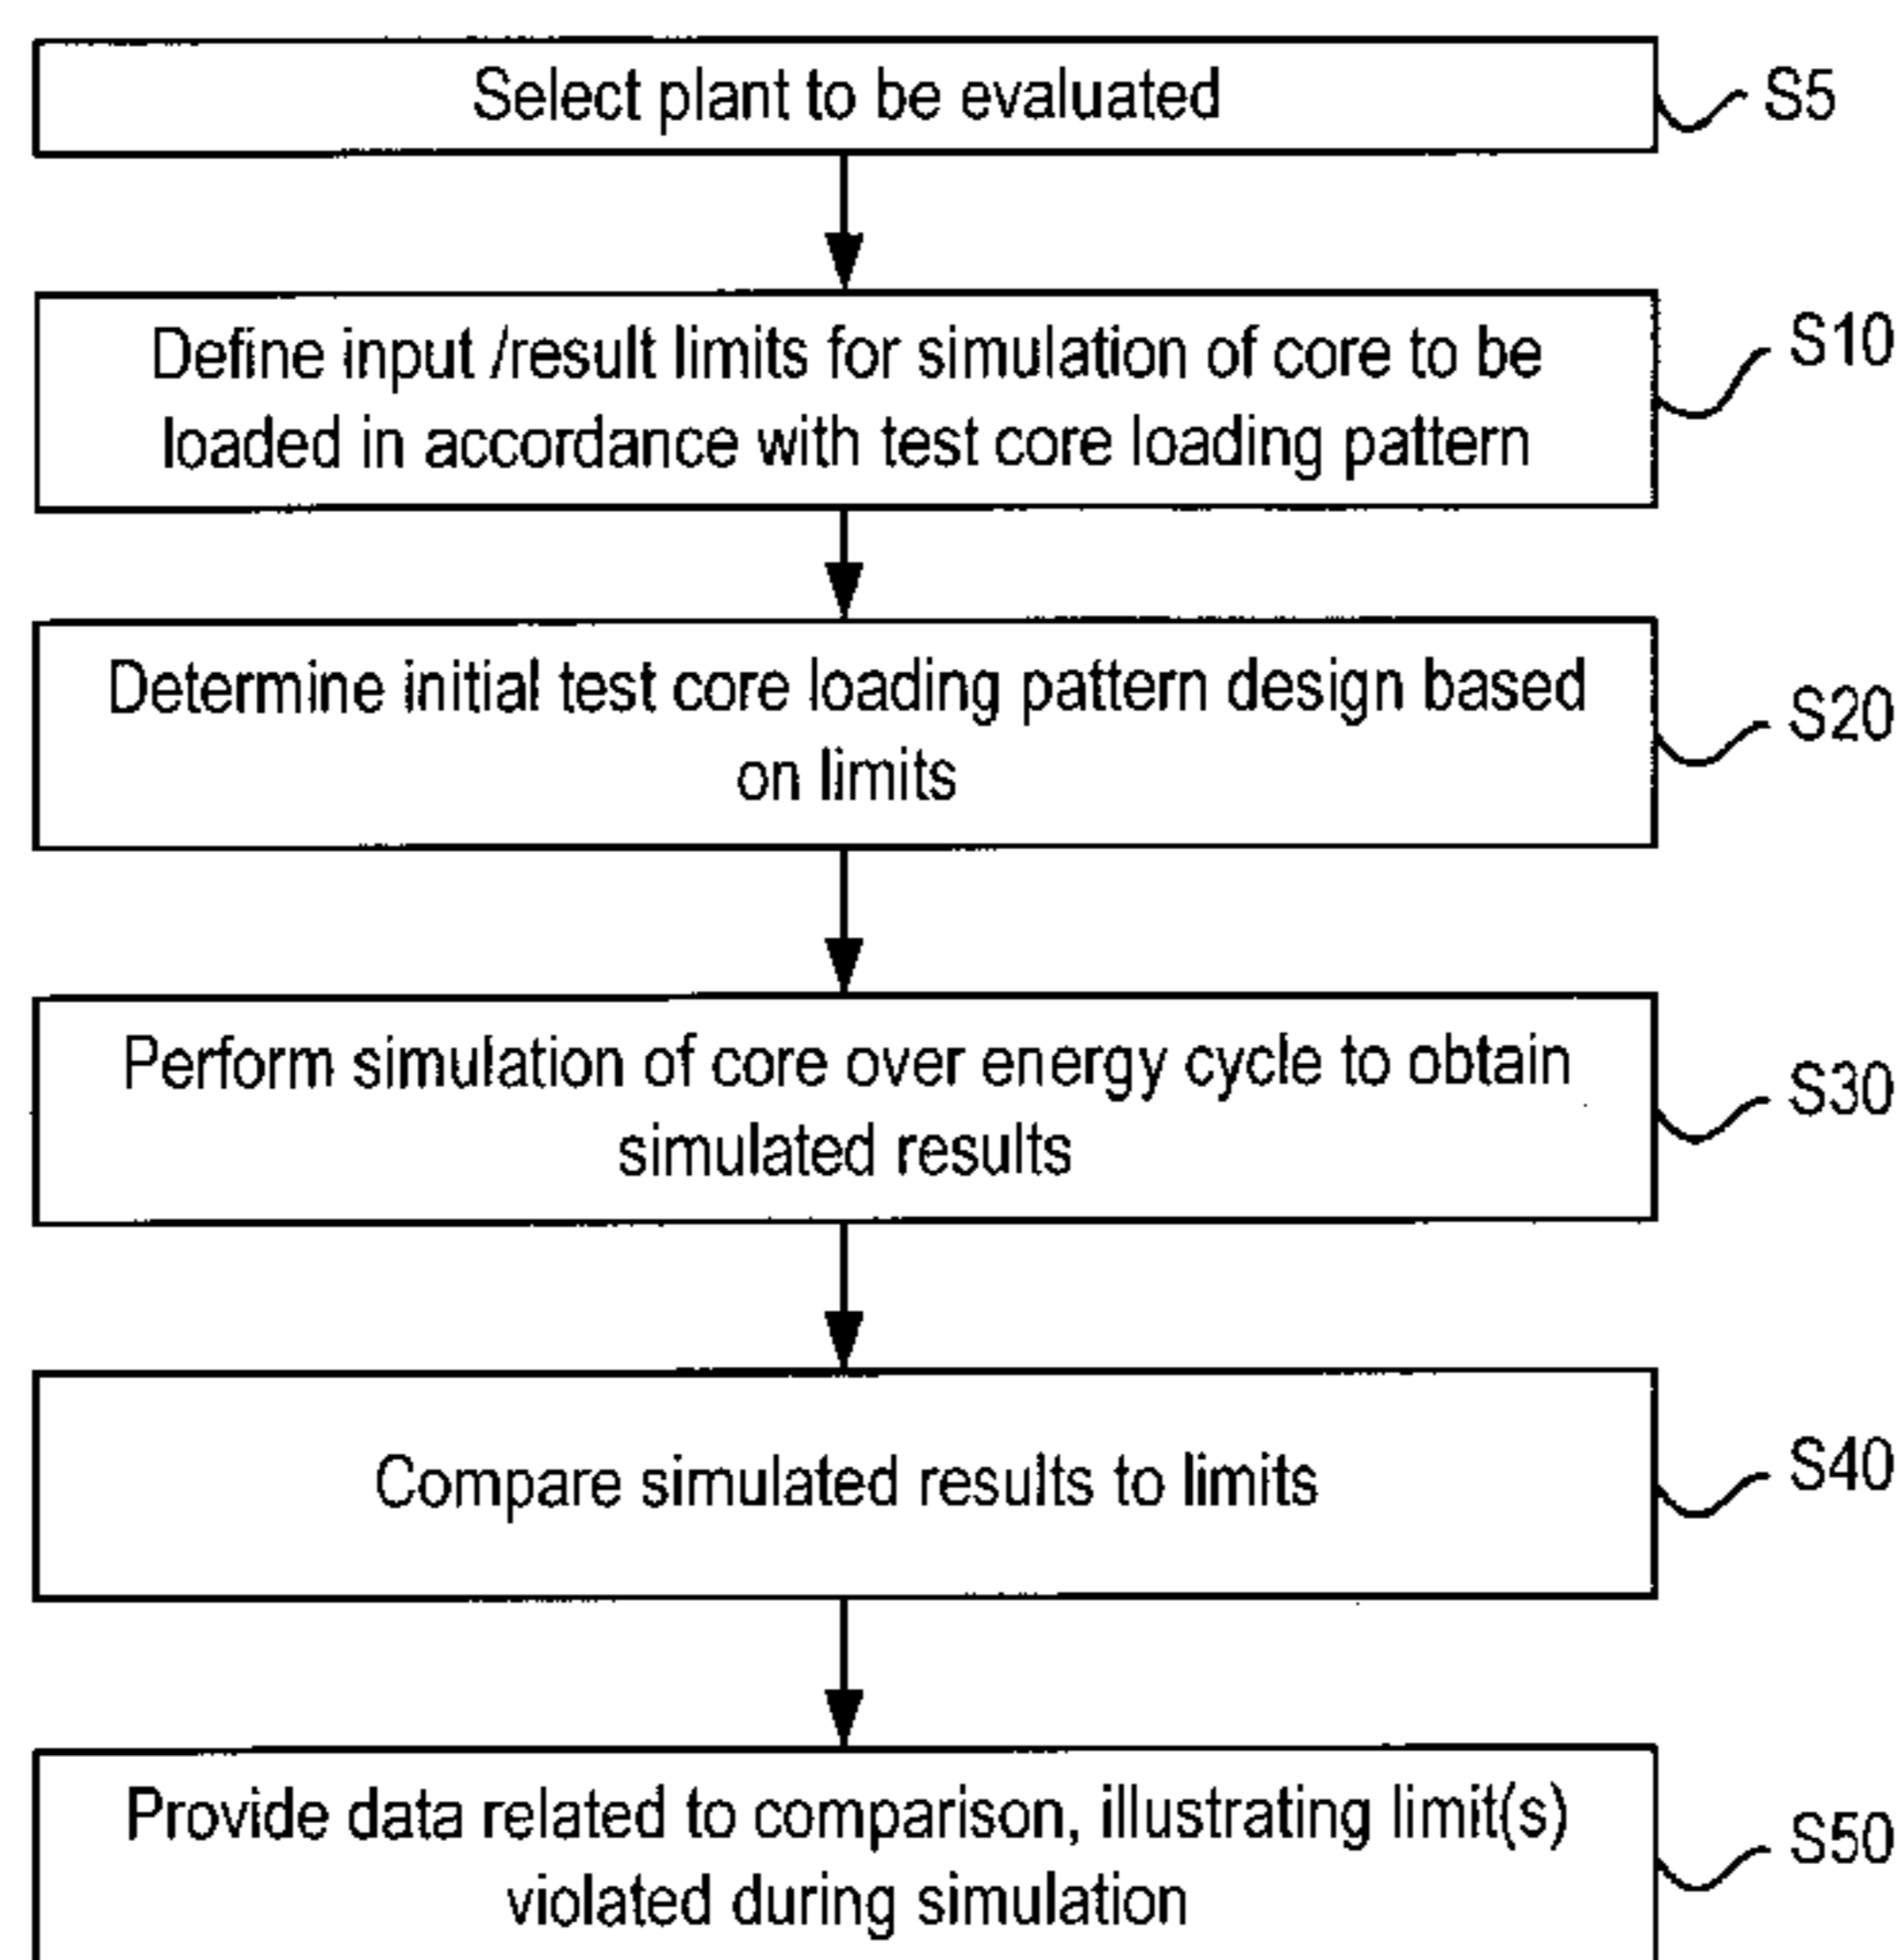 Select plant to be evaluated
S5
Define input /result limits for simulation of core to be
loaded in accordance with test core loading pattern
S10
Determine initial test core loading pattern design based
on limits
S20
Perform simulation of core over energy cycle to obtain
simulated results
S30
Compare simulated results to limits
S40
Provide data related to comparison, illustrating limit(s)
violated during simulation
S50